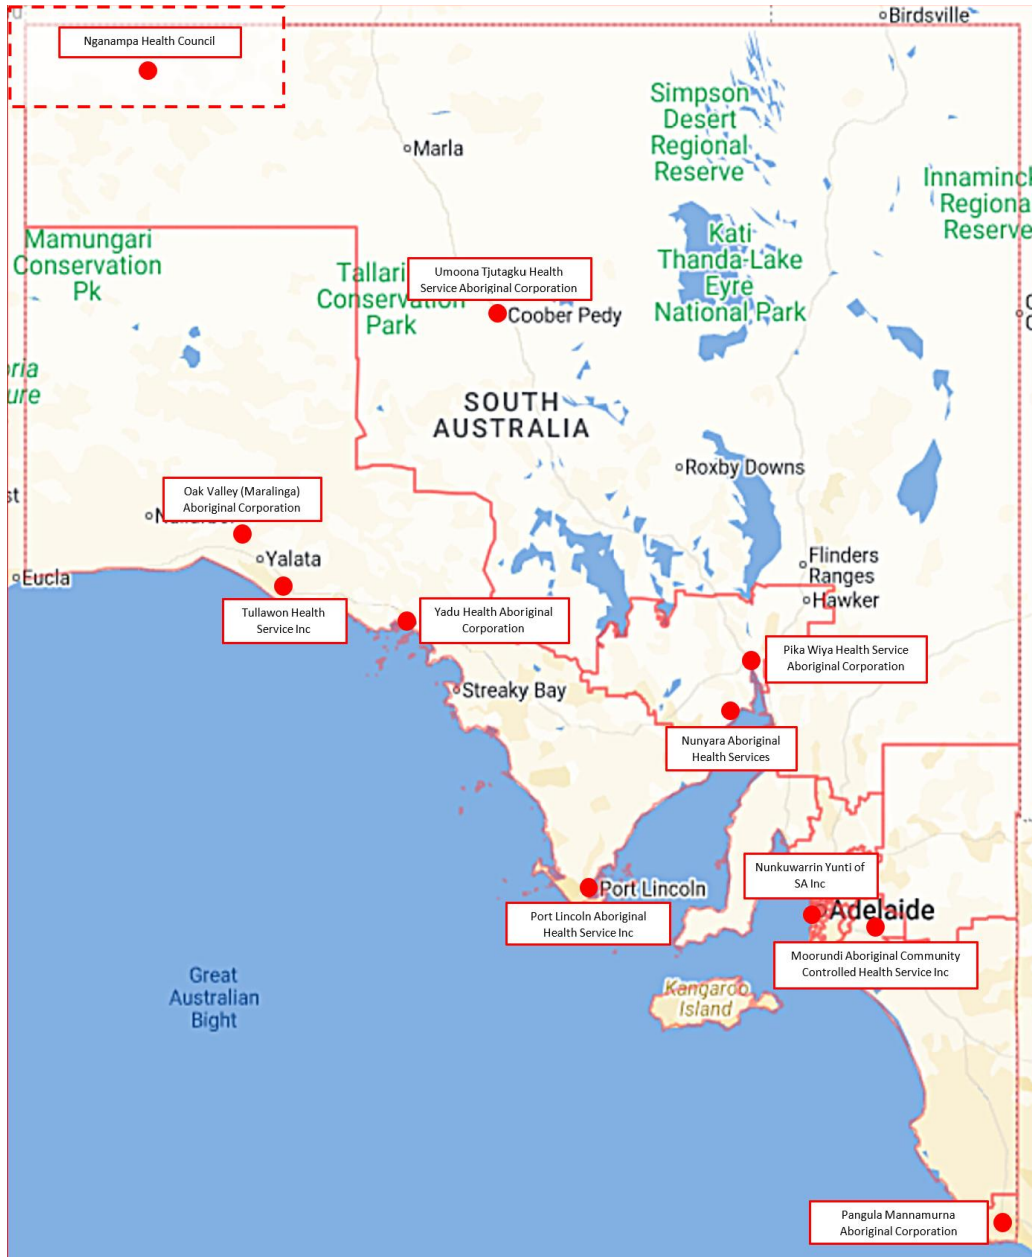 Birdsville
Nganampa Health Council
Simpson
Desert
Regional
Reserve
Marla
Regional
Reserve
Mamungari
Conservation
Pk
Kati
Thanda-Lake
Eyre
National Park
Umoona Tjutagku Health
Service Aboriginal Corporation
Park
Coober Pedy
SOUTH
AUSTRALIA
Roxby Downs
Oak Valley (Maralinga)
Aboriginal Corporation
Yalata
Eucla
Flinders
Ranges
Hawker
Tullawon Health
Service Inc
Yadu Health Aboriginal
Corporation
Pika Wiya Health Service
Aboriginal Corporation
Streaky Bay
Nunyara Aboriginal
Health Services
Nunkuwarrin Yunti of
SA Inc
Port Lincoln
Adelaide
Port Lincoln Aboriginal
Health Service Inc
Moorundi Aboriginal Community
Controlled Health Service Inc
Great
Australian
Bight
Kangaroo
Island
Pangula Mannamurna
Aboriginal Corporation